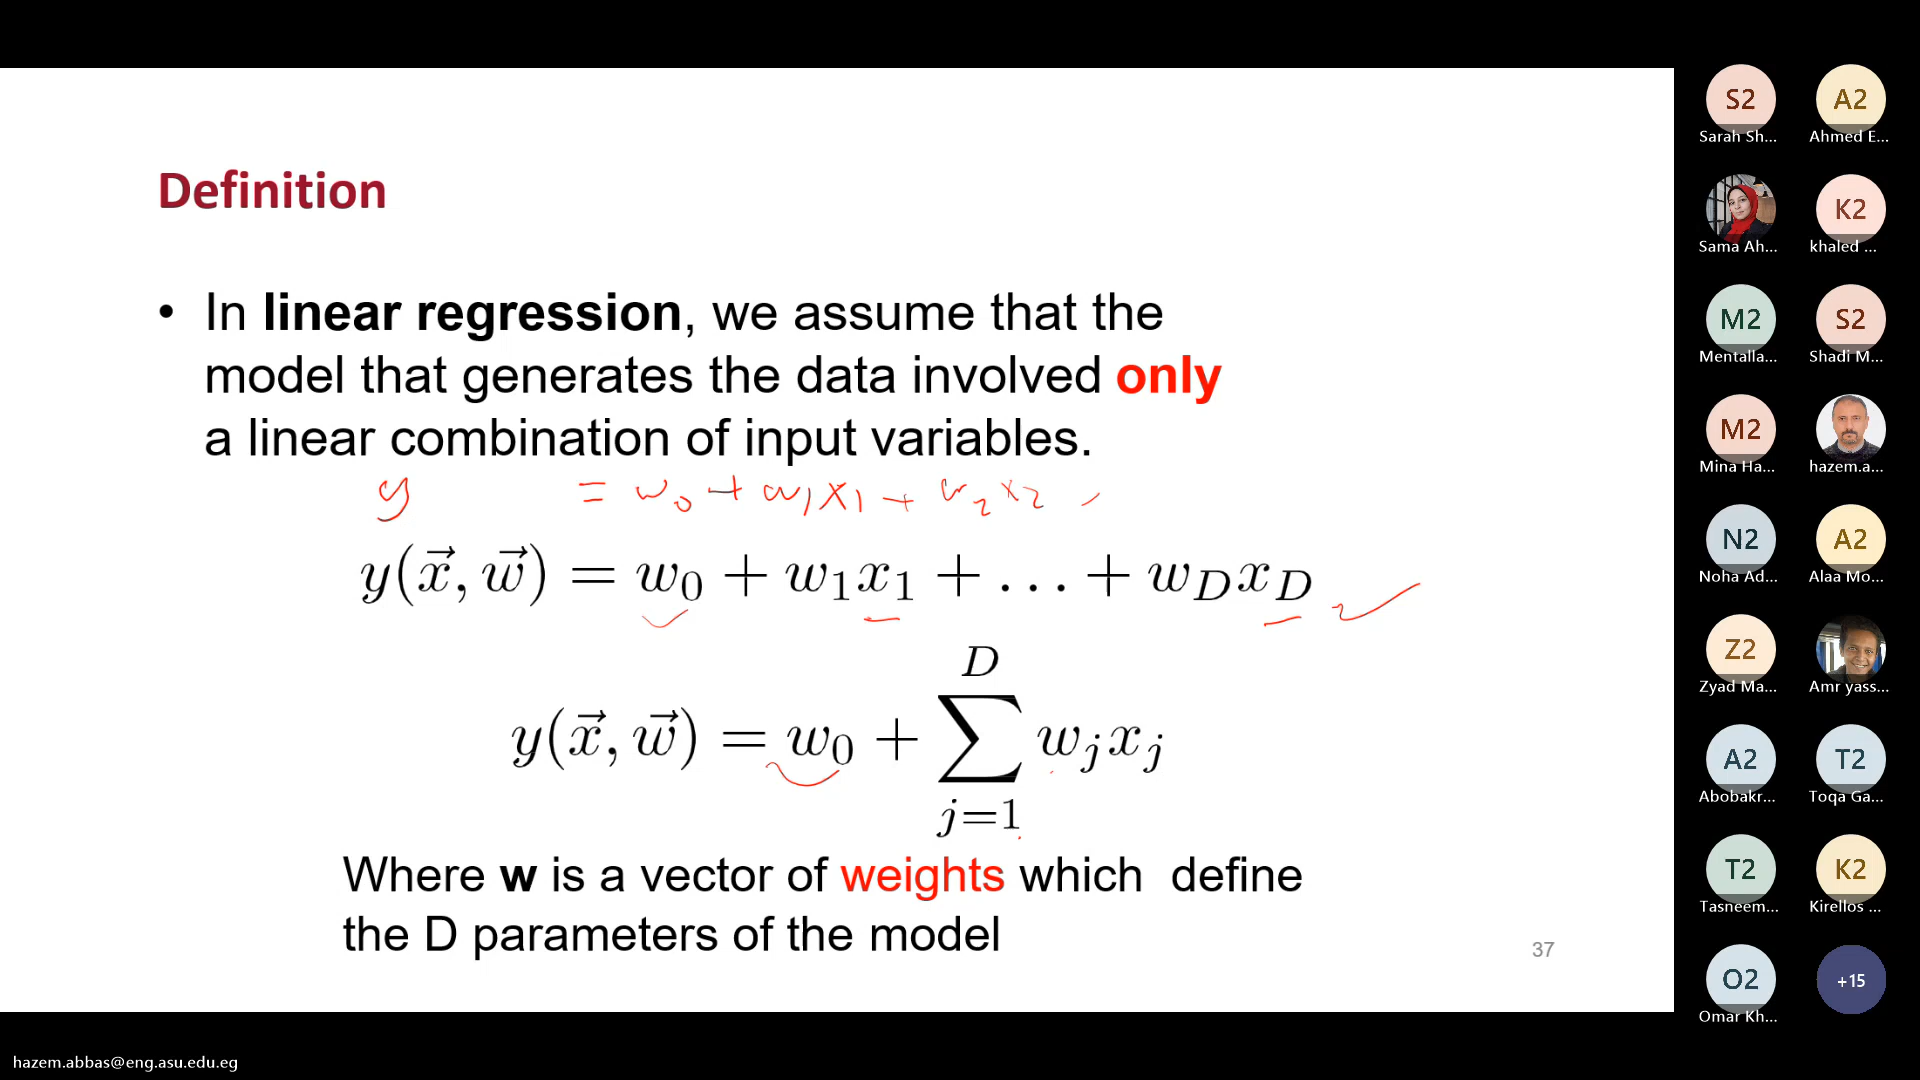 Definition
• In linear regression, we assume that the
model that generates the data involved only
a linear combination of input variables.
y = w₀ + w₁x₁ + w₂x₂
y(x⃗, w⃗) = w₀ + w₁x₁ + … + w_D x_D
y(x⃗, w⃗) = w₀ + ∑_{j=1}^{D} w_j x_j
Where w is a vector of weights which define
the D parameters of the model
37
S2 A2
Sarah Sh... Ahmed E...
K2
Sama Ah... khaled ...
M2 S2
Mentalla... Shadi M...
M2
Mina Ha... hazem.a...
N2 A2
Noha Ad... Alaa Mo...
Z2
Zyad Ma... Amr yass...
A2 T2
Abobakr... Toqa Ga...
T2 K2
Tasneem... Kirellos ...
O2 +15
Omar Kh...
hazem.abbas@eng.asu.edu.eg